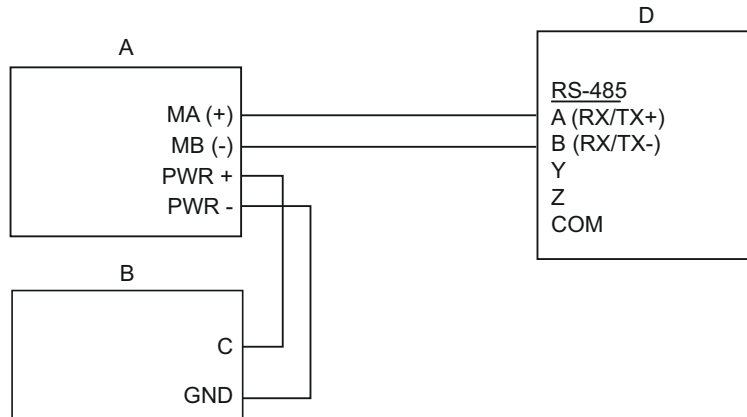 A
MA (+)
MB (-)
PWR +
PWR -
B
C
GND
D
RS-485
A (RX/TX+)
B (RX/TX-)
Y
Z
COM